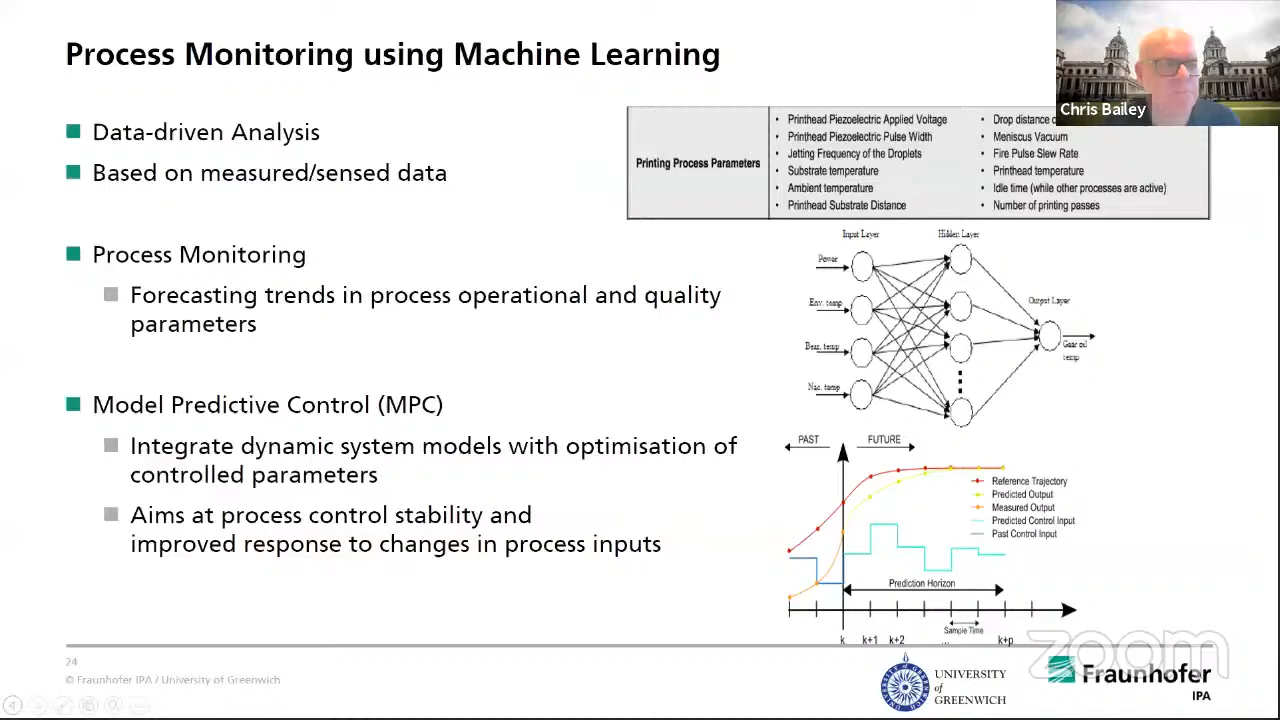 Process Monitoring using Machine Learning
Chris Bailey
Data-driven Analysis
Based on measured/sensed data
Process Monitoring
Forecasting trends in process operational and quality
parameters
Model Predictive Control (MPC)
Integrate dynamic system models with optimisation of
controlled parameters
Aims at process control stability and
improved response to changes in process inputs
Printing Process Parameters
• Printhead Piezoelectric Applied Voltage
• Printhead Piezoelectric Pulse Width
• Jetting Frequency of the Droplets
• Substrate temperature
• Ambient temperature
• Printhead Substrate Distance
• Drop distance
• Meniscus Vacuum
• Fire Pulse Slew Rate
• Printhead temperature
• Idle time (while other processes are active)
• Number of printing passes
Input Layer
Hidden Layer
Output Layer
Power
Env. temp
Bear. temp
Nac. temp
Gear oil
temp
PAST
FUTURE
Reference Trajectory
Predicted Output
Measured Output
Predicted Control Input
Past Control Input
Prediction Horizon
Sample Time
k
k+1
k+2
...
k+p
24
© Fraunhofer IPA / University of Greenwich
UNIVERSITY
of
GREENWICH
zoom
Fraunhofer
IPA